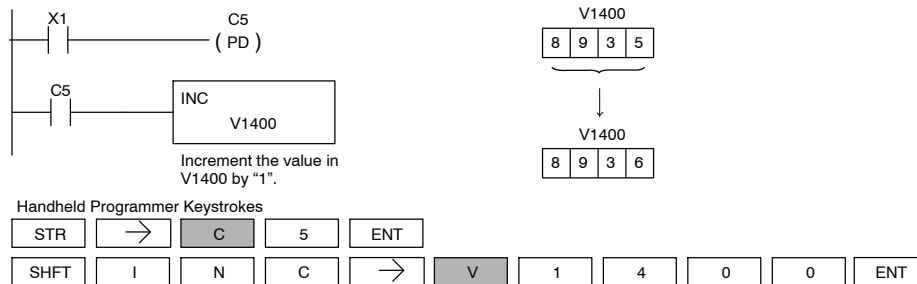 X1 C5
( PD )
C5
INC
V1400
Increment the value in
V1400 by “1”.
V1400
8 9 3 5
V1400
8 9 3 6
Handheld Programmer Keystrokes
STR → C 5 ENT
SHFT I N C → V 1 4 0 0 ENT